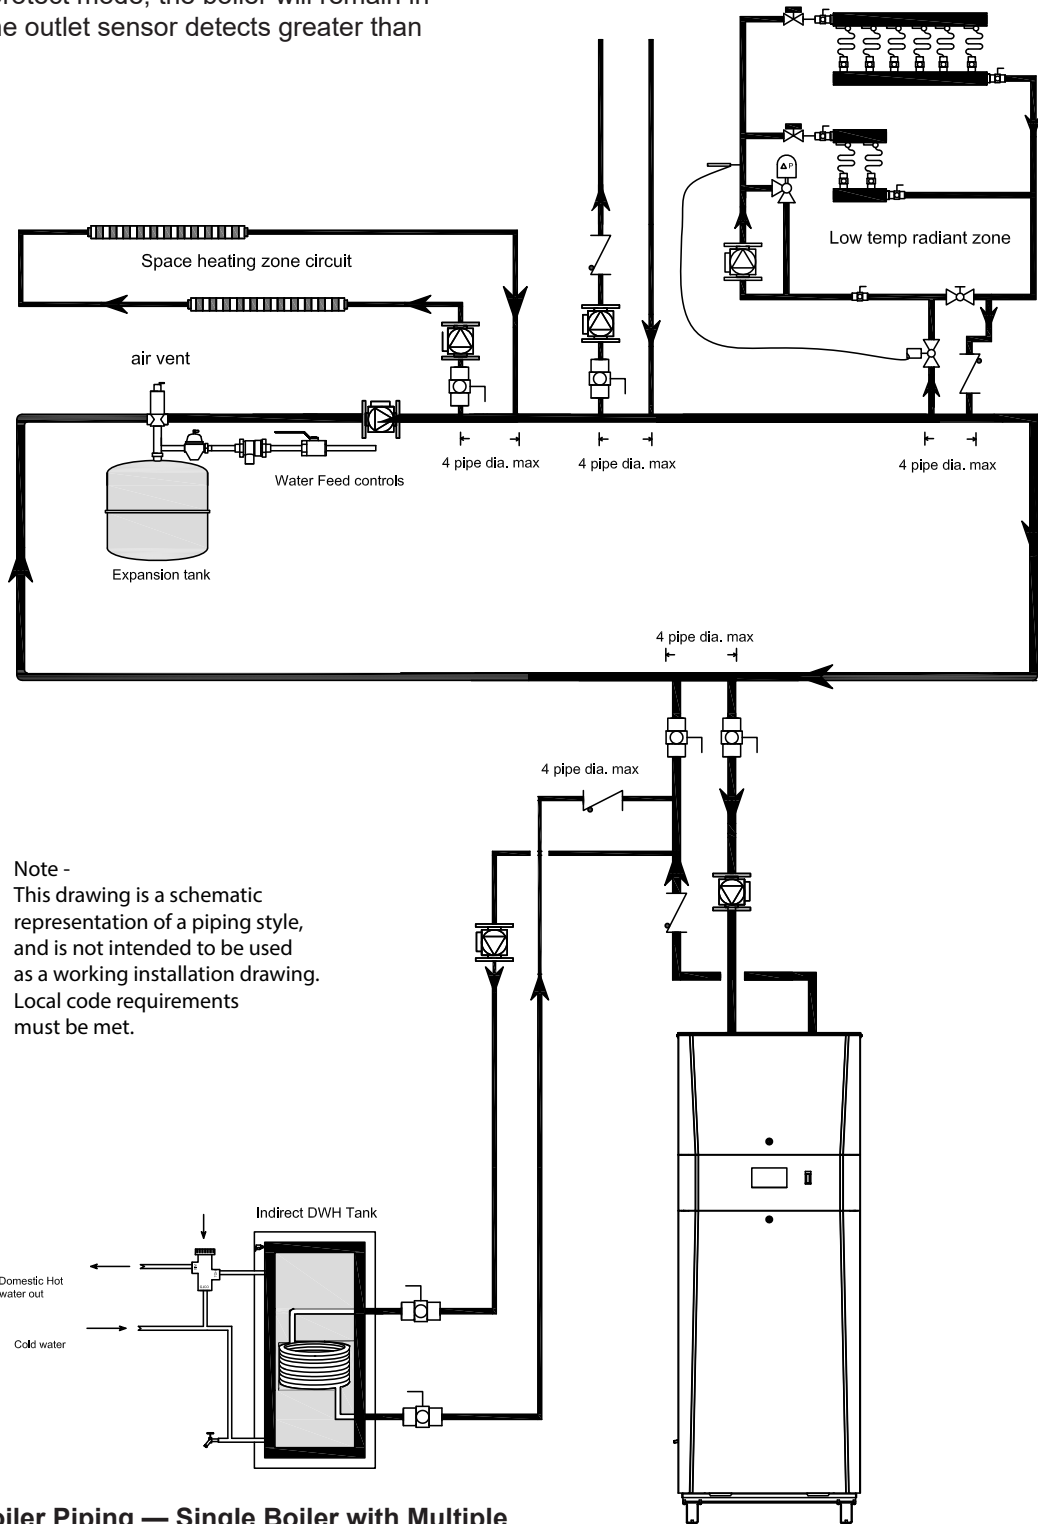 protect mode, the boiler will remain in
outlet sensor detects greater than
Δ P
Low temp radiant zone
Space heating zone circuit
air vent
4 pipe dia. max
4 pipe dia. max
4 pipe dia. max
Water Feed controls
Expansion tank
4 pipe dia. max
4 pipe dia. max
Note -
This drawing is a schematic
representation of a piping style,
and is not intended to be used
as a working installation drawing.
Local code requirements
must be met.
Indirect DWH Tank
Domestic Hot
water out
Cold water
Piping — Single Boiler with Multiple